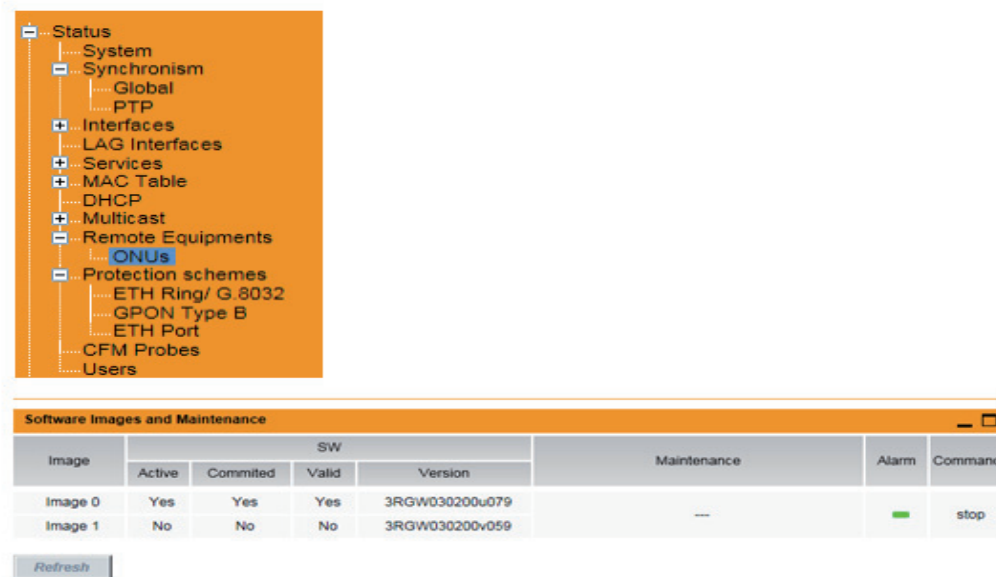 Status
System
Synchronism
Global
PTP
Interfaces
LAG Interfaces
Services
MAC Table
DHCP
Multicast
Remote Equipments
ONUs
Protection schemes
ETH Ring/ G.8032
GPON Type B
ETH Port
CFM Probes
Users
Software Images and Maintenance
Image SW Maintenance Alarm Command
Active Commited Valid Version
Image 0 Yes Yes Yes 3RGW030200u079
--- stop
Image 1 No No No 3RGW030200v059
Refresh